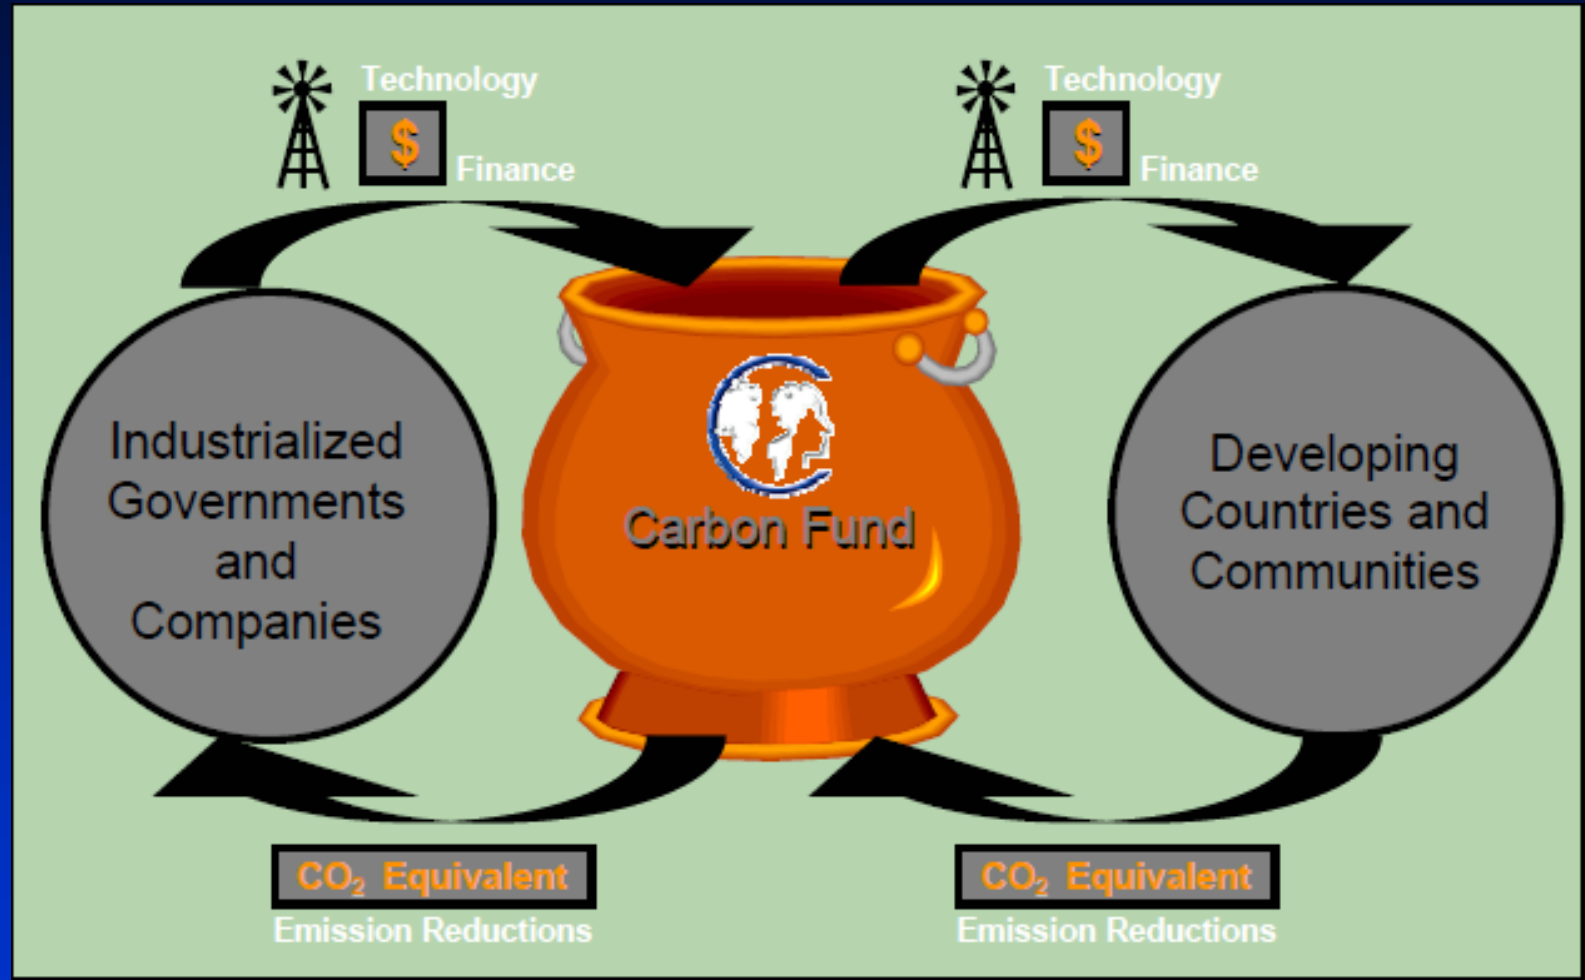 Technology
$
Finance
Technology
$
Finance
Industrialized
Governments
and
Companies
Carbon Fund
Developing
Countries and
Communities
CO₂ Equivalent
Emission Reductions
CO₂ Equivalent
Emission Reductions